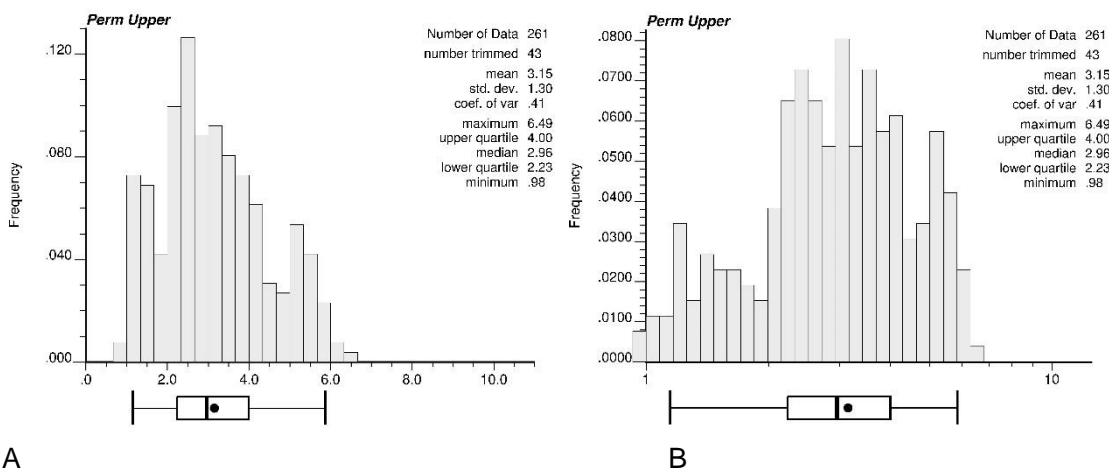 Perm Upper
Number of Data 261
number trimmed 43
mean 3.15
std. dev. 1.30
coef. of var .41
maximum 6.49
upper quartile 4.00
median 2.96
lower quartile 2.23
minimum .98
Frequency
.120
.080
.040
.000
.0 2.0 4.0 6.0 8.0 10.0
A
Perm Upper
Number of Data 261
number trimmed 43
mean 3.15
std. dev. 1.30
coef. of var .41
maximum 6.49
upper quartile 4.00
median 2.96
lower quartile 2.23
minimum .98
Frequency
.0800
.0700
.0600
.0500
.0400
.0300
.0200
.0100
.0000
1 10
B